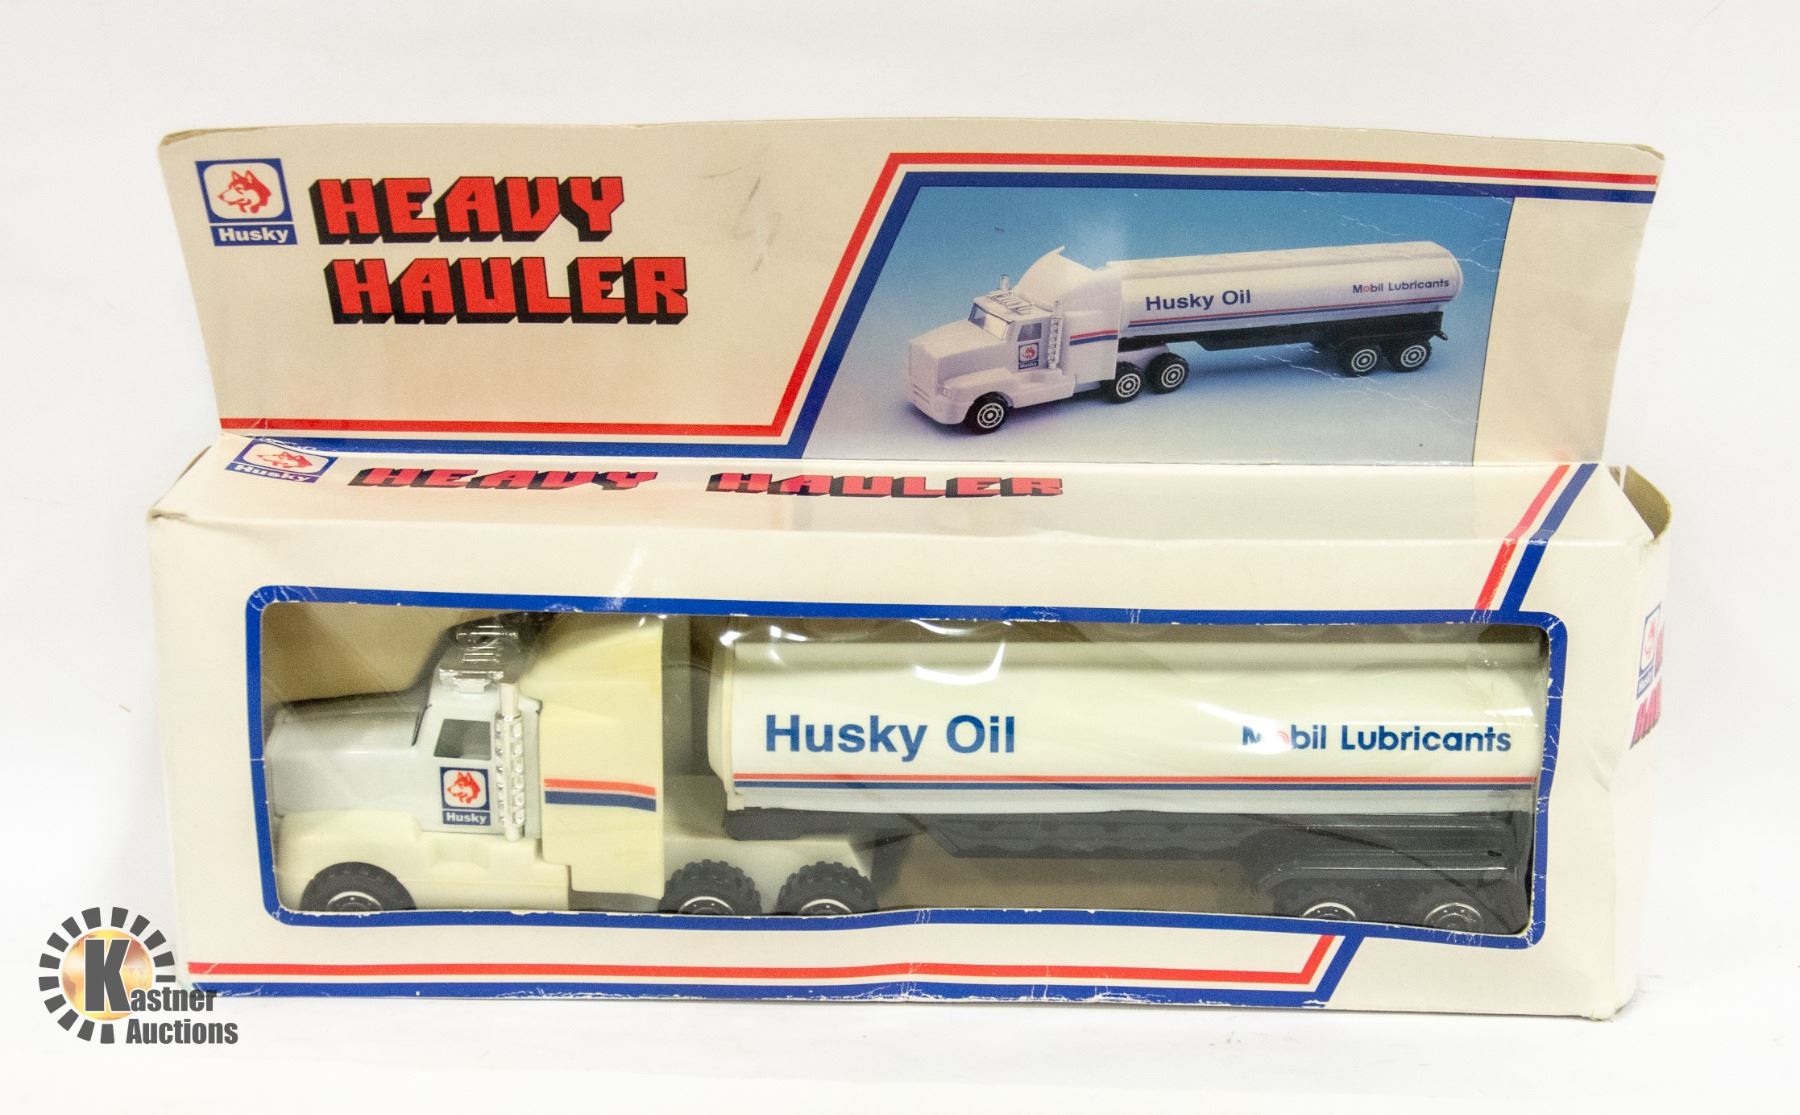 Husky
HEAVY
HAULER
Husky Oil
Mobil Lubricants
Husky
Husky
HEAVY HAULER
Husky Oil
Mobil Lubricants
Husky
Kastner
Auctions